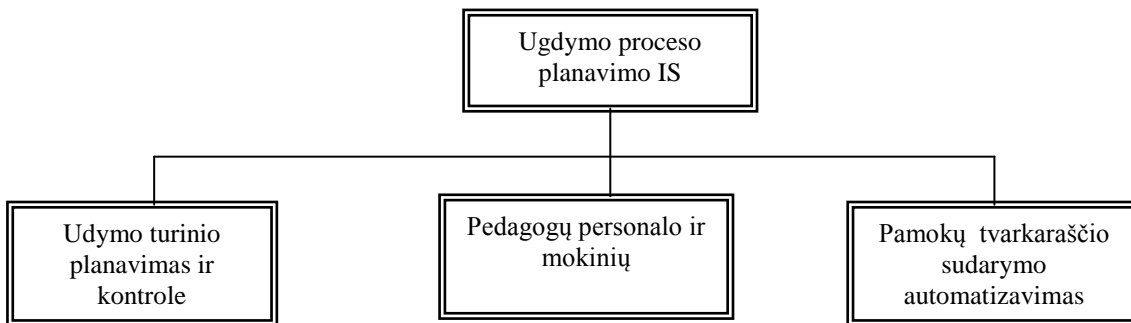 Ugdymo proceso
planavimo IS
Udymo turinio
planavimas ir
kontrole
Pedagogų personalo ir
mokinių
Pamokų tvarkaraščio
sudarymo
automatizavimas